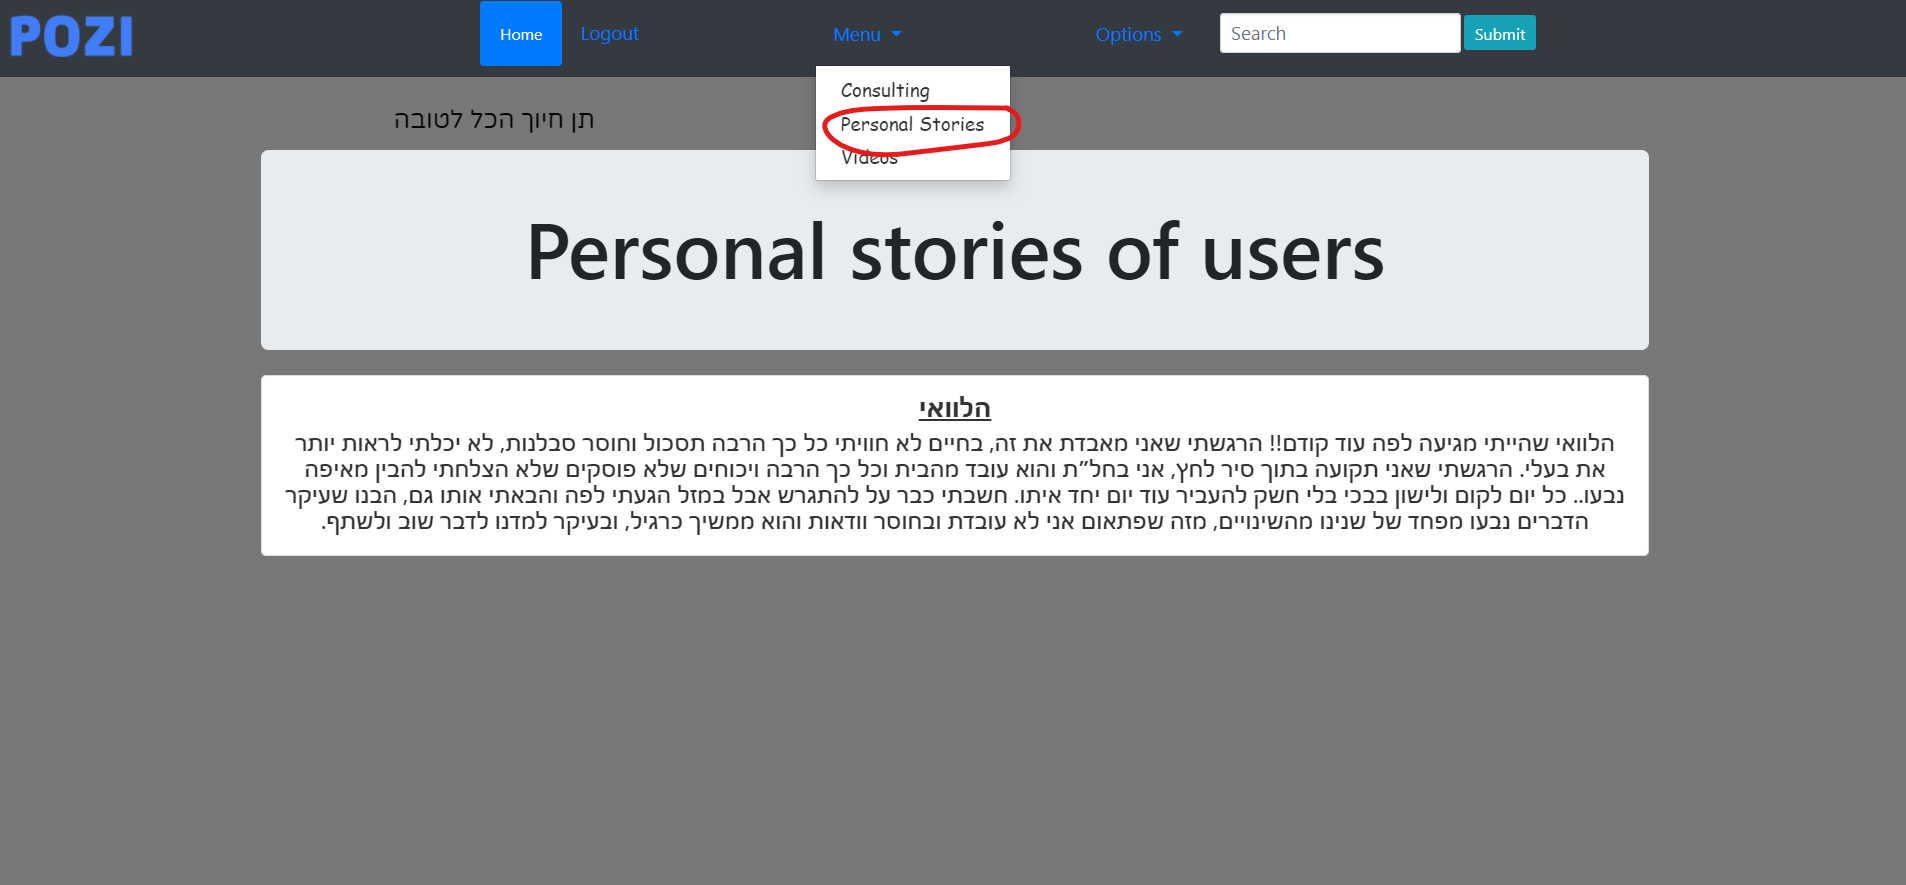 POZI
Home
Logout
Menu
Options
Search
Submit
Consulting
Personal Stories
Videos
תן חיוך הכל לטובה
Personal stories of users
הלוואי
הלוואי שהייתי מגיעה לפה עוד קודם!! הרגשתי שאני מאבדת את זה, בחיים לא חוויתי כל כך הרבה תסכול וחוסר סבלנות, לא יכלתי לראות יותר
את בעלי. הרגשתי שאני תקועה בתוך סיר לחץ, אני בחל״ת והוא עובד מהבית וכל כך הרבה ויכוחים שלא פוסקים שלא הצלחתי להבין מאיפה
נבעו.. כל יום לקום ולישון בבכי בלי חשק להעביר עוד יום יחד איתו. חשבתי כבר על להתגרש אבל במזל הגעתי לפה והבאתי אותו גם, הבנו שעיקר
הדברים נבעו מפחד של שנינו מהשינויים, מזה שפתאום אני לא עובדת ובחוסר וודאות והוא ממשיך כרגיל, ובעיקר למדנו לדבר שוב ולשתף.